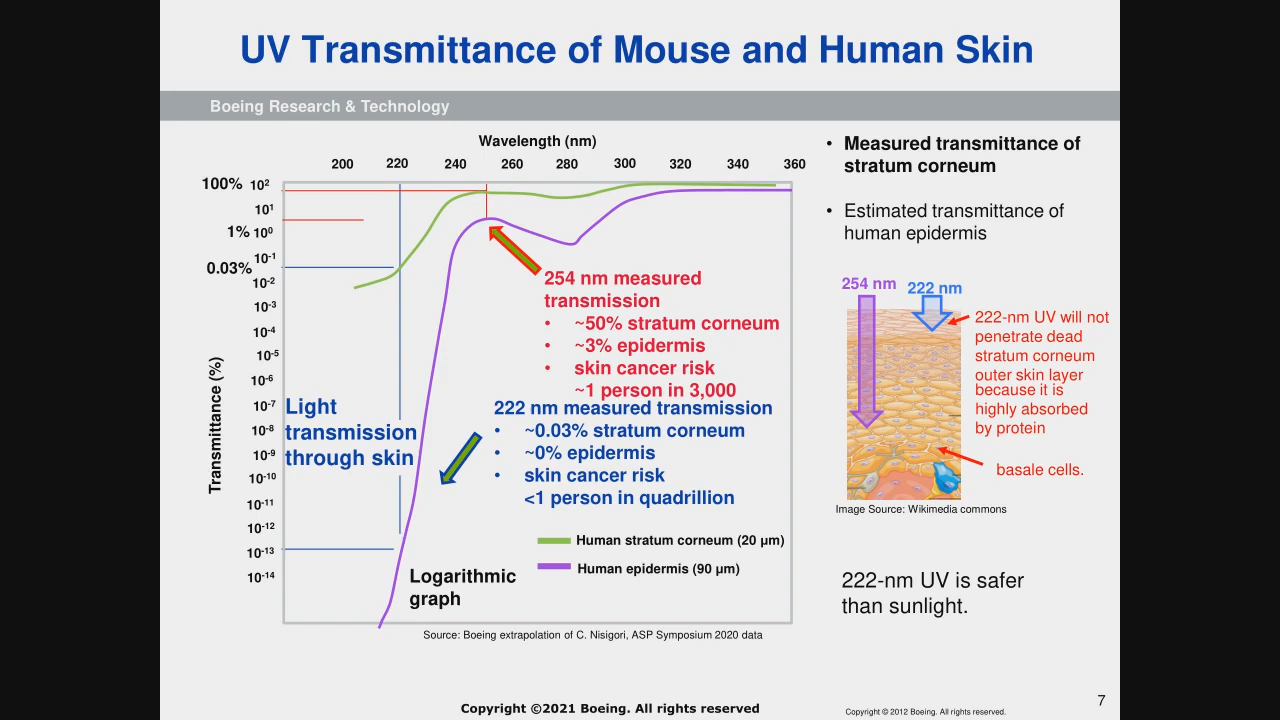 UV Transmittance of Mouse and Human Skin
Boeing Research & Technology
Wavelength (nm)
200 220 240 260 280 300 320 340 360
100% 10²
10¹
1% 10⁰
10⁻¹
0.03%
10⁻²
10⁻³
10⁻⁴
10⁻⁵
10⁻⁶
10⁻⁷
10⁻⁸
10⁻⁹
10⁻¹⁰
10⁻¹¹
10⁻¹²
10⁻¹³
10⁻¹⁴
Transmittance (%)
Light
transmission
through skin
254 nm measured
transmission
• ~50% stratum corneum
• ~3% epidermis
• skin cancer risk
~1 person in 3,000
222 nm measured transmission
• ~0.03% stratum corneum
• ~0% epidermis
• skin cancer risk
<1 person in quadrillion
Human stratum corneum (20 µm)
Human epidermis (90 µm)
Logarithmic
graph
Source: Boeing extrapolation of C. Nisigori, ASP Symposium 2020 data
• Measured transmittance of
stratum corneum
• Estimated transmittance of
human epidermis
254 nm
222 nm
222-nm UV will not
penetrate dead
stratum corneum
outer skin layer
because it is
highly absorbed
by protein
basale cells.
Image Source: Wikimedia commons
222-nm UV is safer
than sunlight.
7
Copyright ©2021 Boeing. All rights reserved
Copyright © 2012 Boeing. All rights reserved.